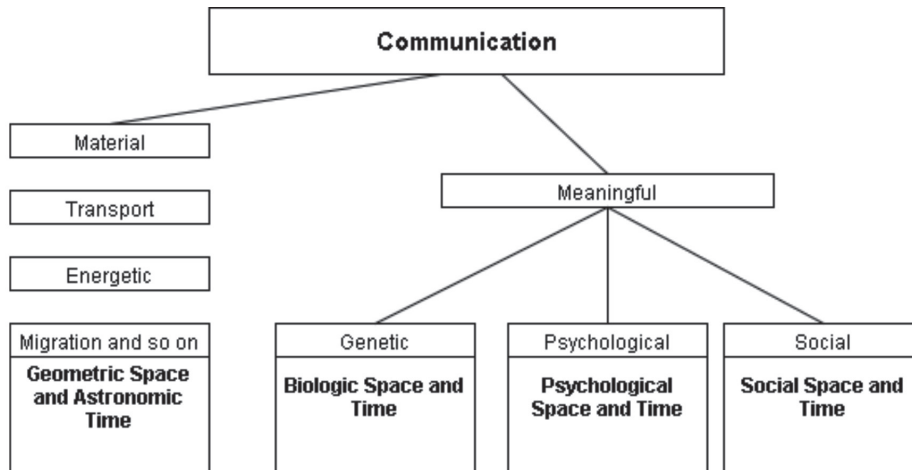 Communication
Material
Meaningful
Transport
Energetic
Migration and so on
Geometric Space
and Astronomic
Time
Genetic
Biologic Space and
Time
Psychological
Psychological
Space and Time
Social
Social Space and
Time